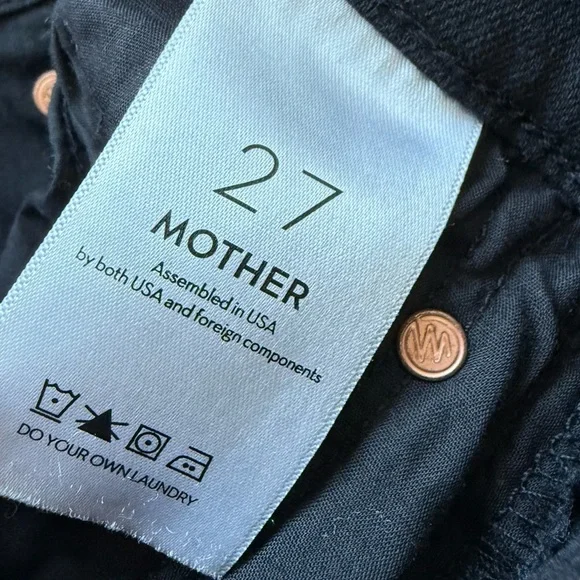 27
MOTHER
Assembled in USA
by both USA and foreign components
DO YOUR OWN LAUNDRY
M